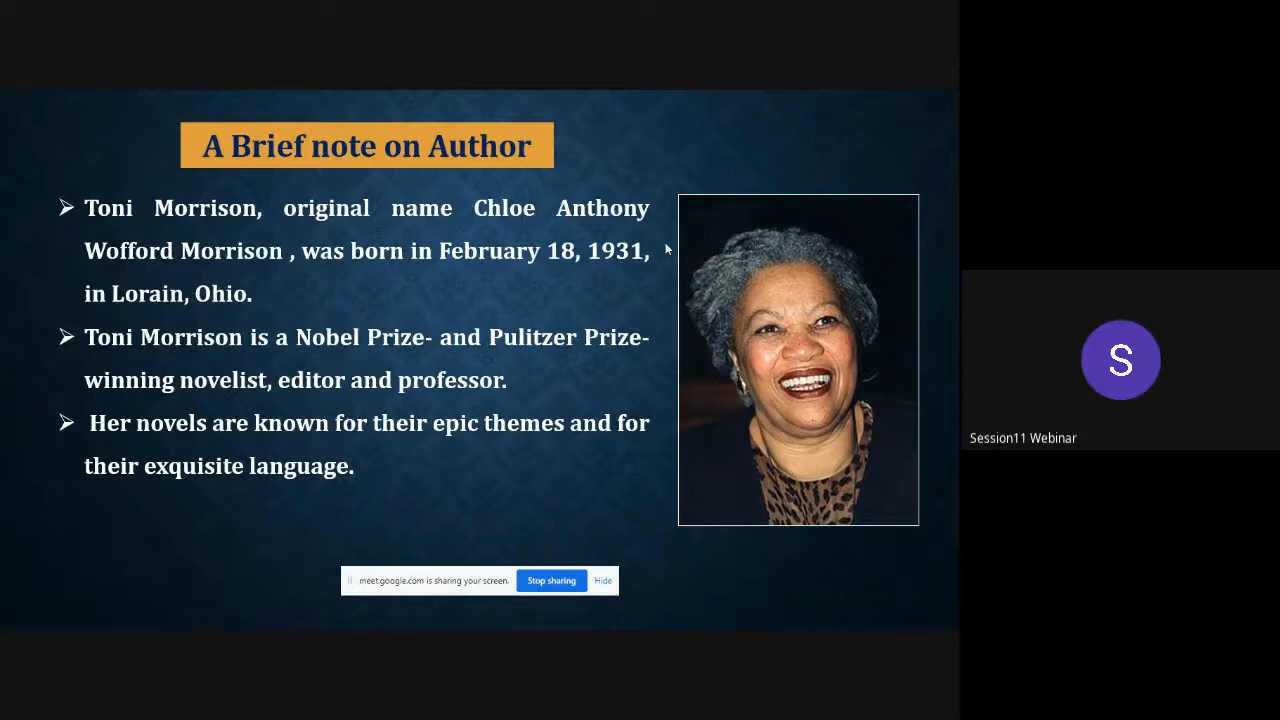 A Brief note on Author
➢ Toni Morrison, original name Chloe Anthony
Wofford Morrison , was born in February 18, 1931,
in Lorain, Ohio.
➢ Toni Morrison is a Nobel Prize- and Pulitzer Prize-
winning novelist, editor and professor.
➢ Her novels are known for their epic themes and for
their exquisite language.
meet.google.com is sharing your screen. Stop sharing Hide
S
Session11 Webinar